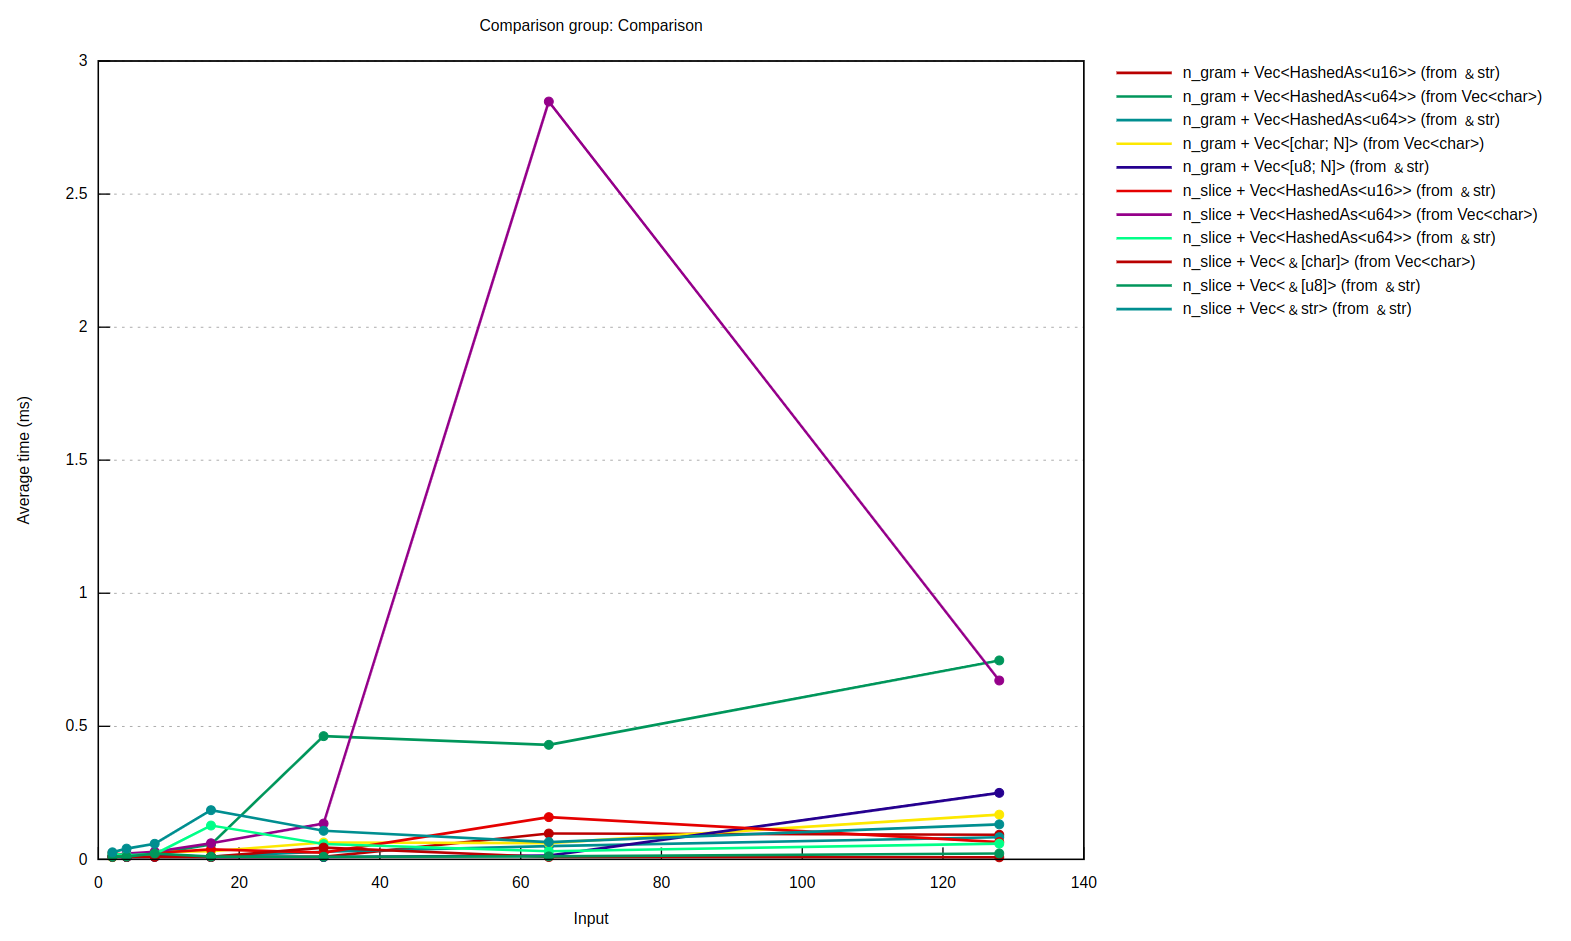 Comparison group: Comparison
3
2.5
2
1.5
1
0.5
0
Average time (ms)
0 20 40 60 80 100 120 140
Input
n_gram + Vec<HashedAs<u16>> (from &str)
n_gram + Vec<HashedAs<u64>> (from Vec<char>)
n_gram + Vec<HashedAs<u64>> (from &str)
n_gram + Vec<[char; N]> (from Vec<char>)
n_gram + Vec<[u8; N]> (from &str)
n_slice + Vec<HashedAs<u16>> (from &str)
n_slice + Vec<HashedAs<u64>> (from Vec<char>)
n_slice + Vec<HashedAs<u64>> (from &str)
n_slice + Vec<&[char]> (from Vec<char>)
n_slice + Vec<&[u8]> (from &str)
n_slice + Vec<&str> (from &str)